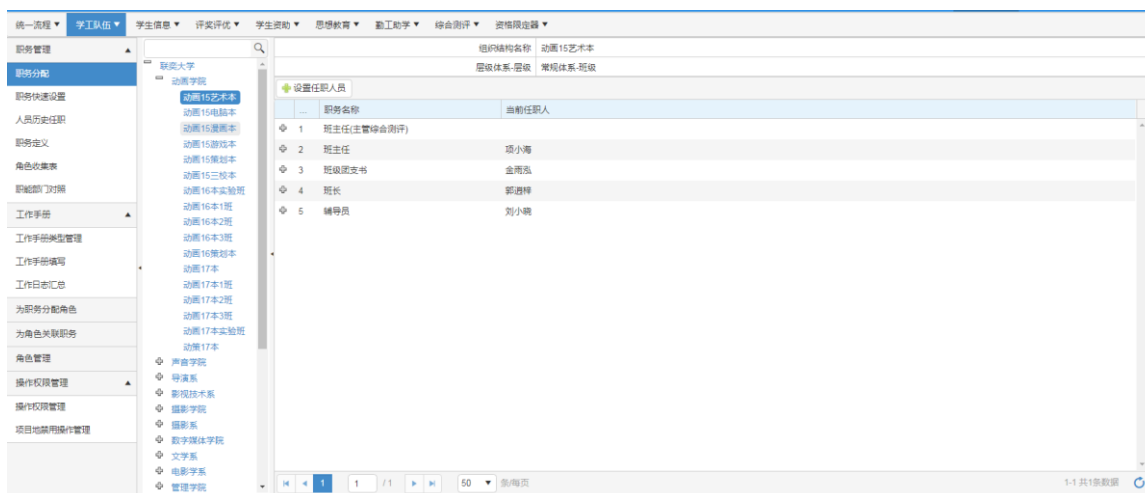 统一流程 ▼ 学工队伍 ▼ 学生信息 ▼ 评奖评优 ▼ 学生资助 ▼ 思想教育 ▼ 勤工助学 ▼ 综合测评 ▼ 资格限定器 ▼
职务管理
职务分配
职务快速设置
人员历史任职
职务定义
角色收集表
职能部门对照
工作手册
工作手册类型管理
工作手册填写
工作日志汇总
为职务分配角色
为角色关联职务
角色管理
操作权限管理
操作权限管理
项目地禁用操作管理
联奕大学
动画学院
动画15艺术本
动画15电脑本
动画15漫画本
动画15游戏本
动画15策划本
动画15三校本
动画16本实验班
动画16本1班
动画16本2班
动画16本3班
动画16策划本
动画17本
动画17本1班
动画17本2班
动画17本3班
动画17本实验班
动策17本
声音学院
导演系
影视技术系
摄影学院
摄影系
数字媒体学院
文学系
电影学系
管理学院
组织结构名称 动画15艺术本
层级体系-层级 常规体系-班级
设置任职人员
... 职务名称 当前任职人
1 班主任(主管综合测评)
2 班主任 项小海
3 班级团支书 金雨泓
4 班长
5 辅导员 刘小晓
1 1 / 1 50 ▼ 条/每页 1-1 共1条数据